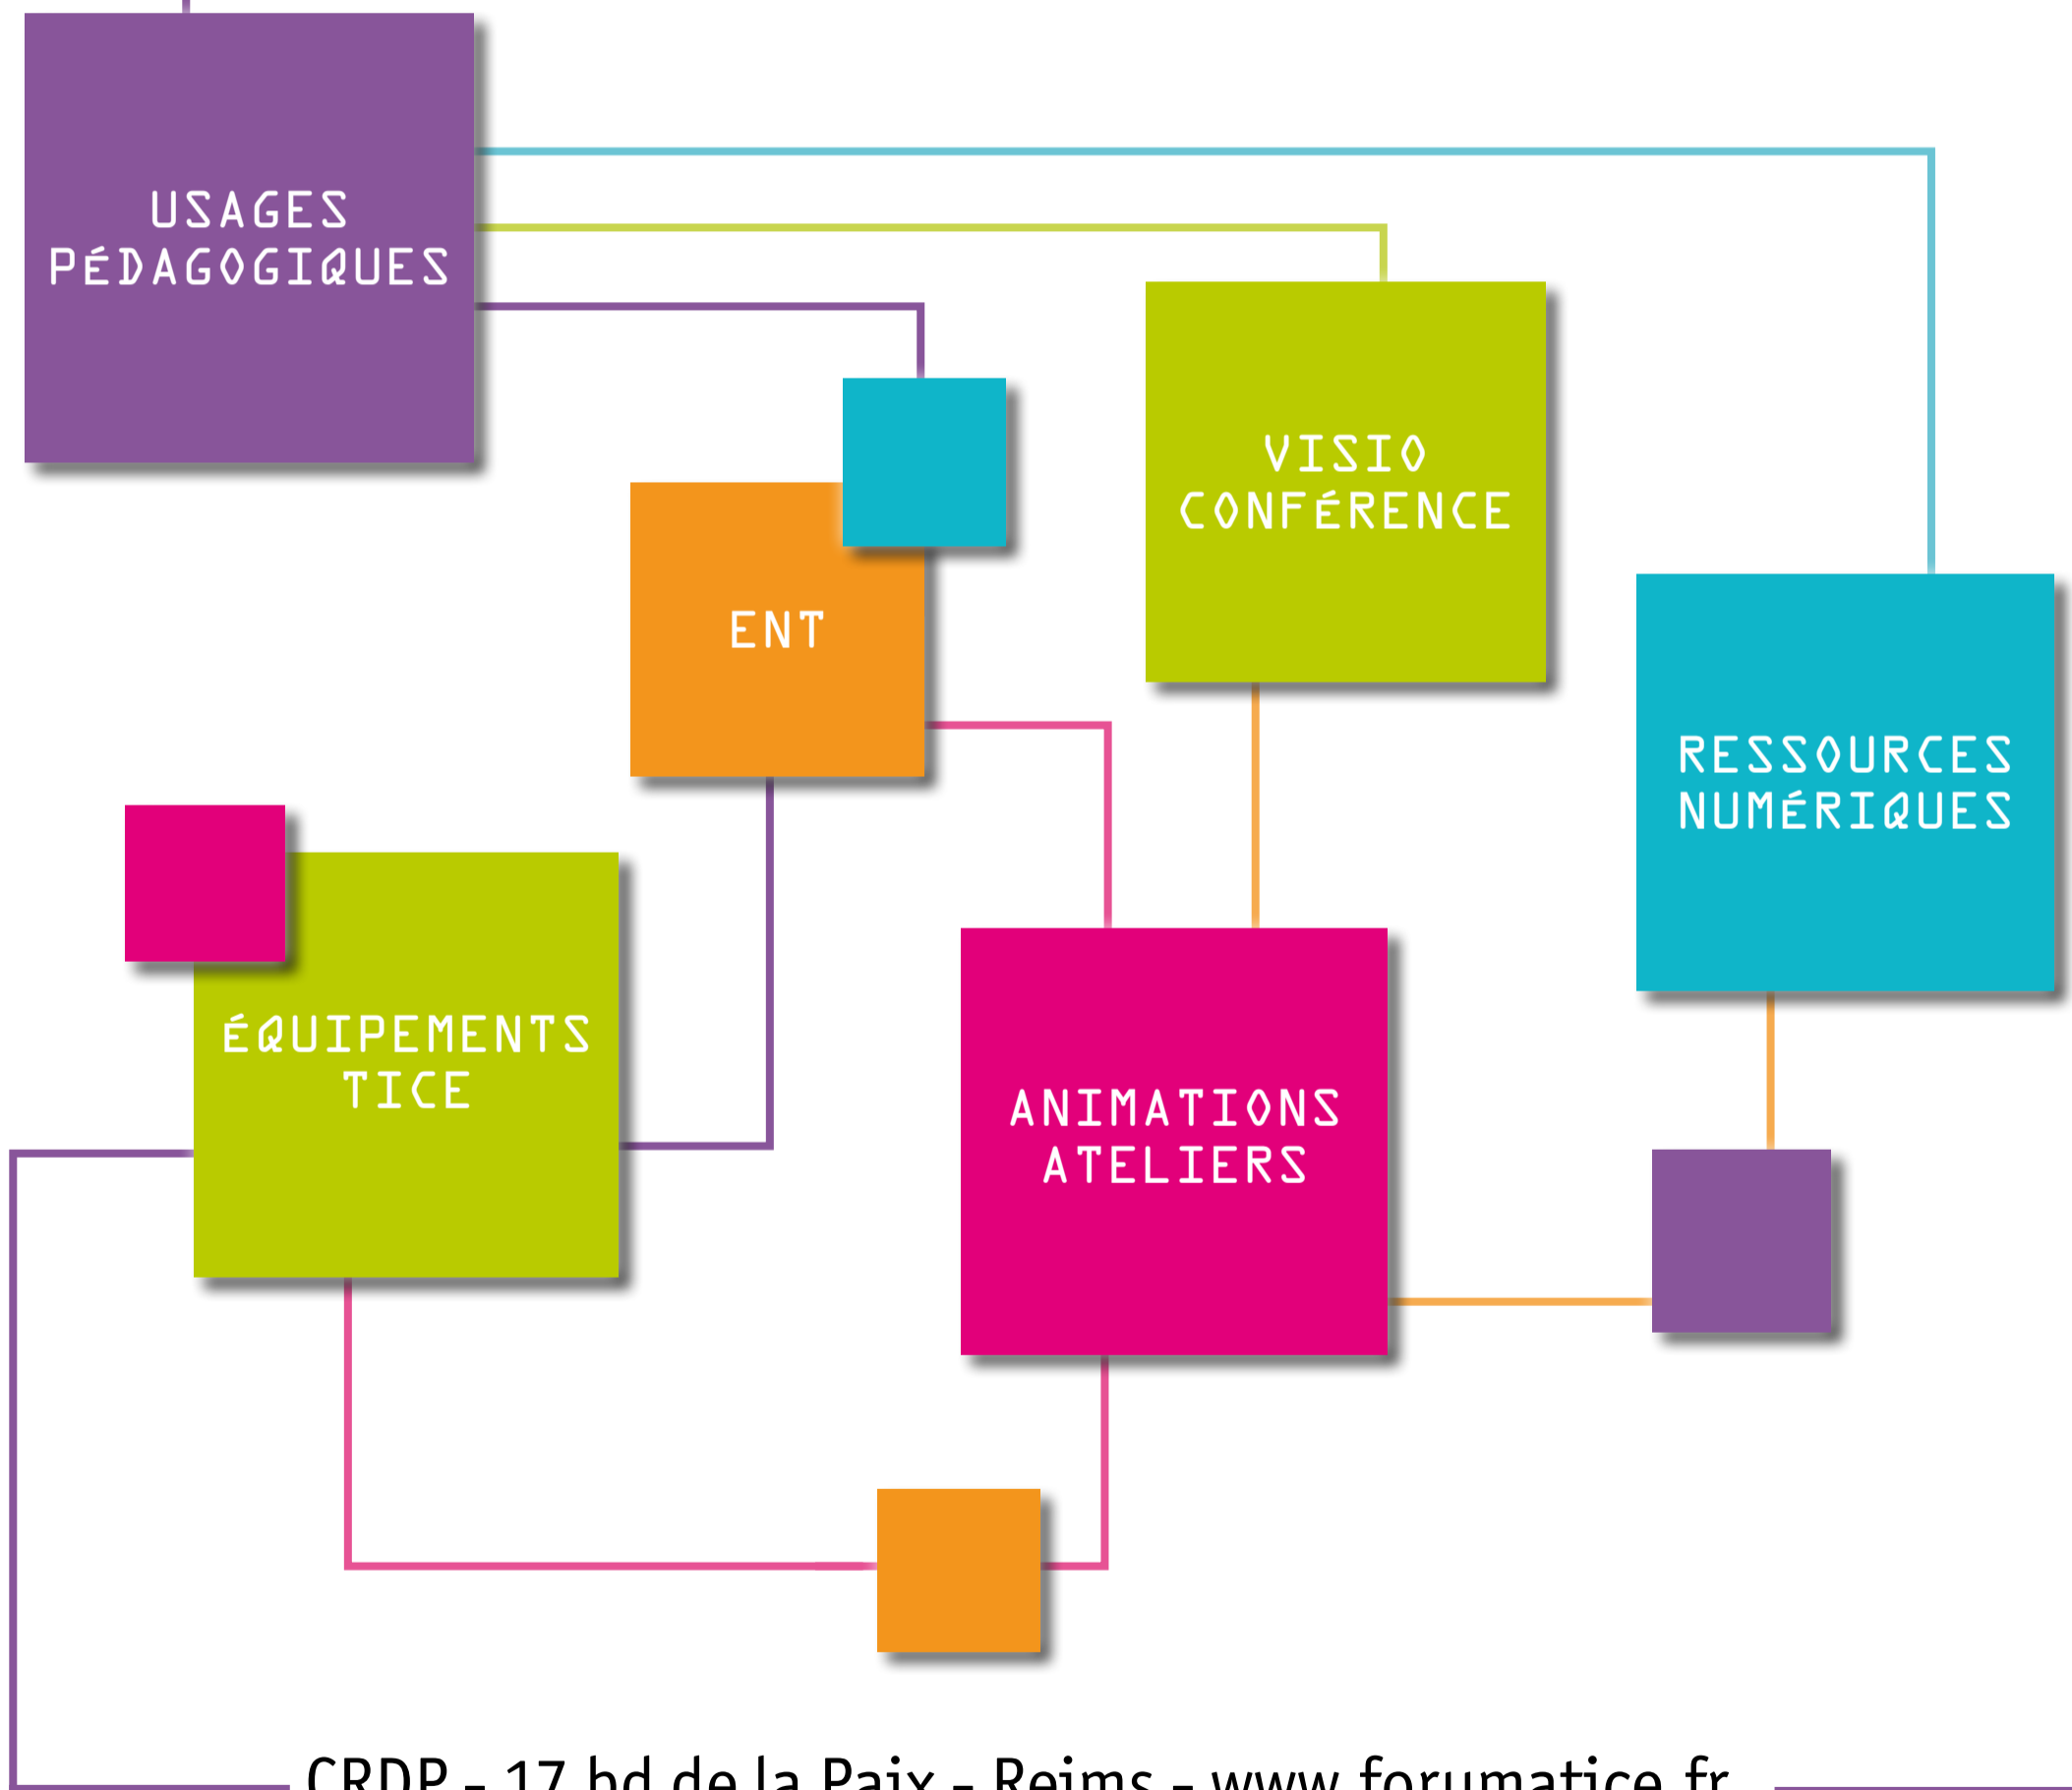 USAGES
PÉDAGOGIQUES
VISIO
CONFÉRENCE
ENT
RESSOURCES
NUMÉRIQUES
ÉQUIPEMENTS
TICE
ANIMATIONS
ATELIERS
CRDP - 17 bd de la Paix - Reims - www.forumatice.fr